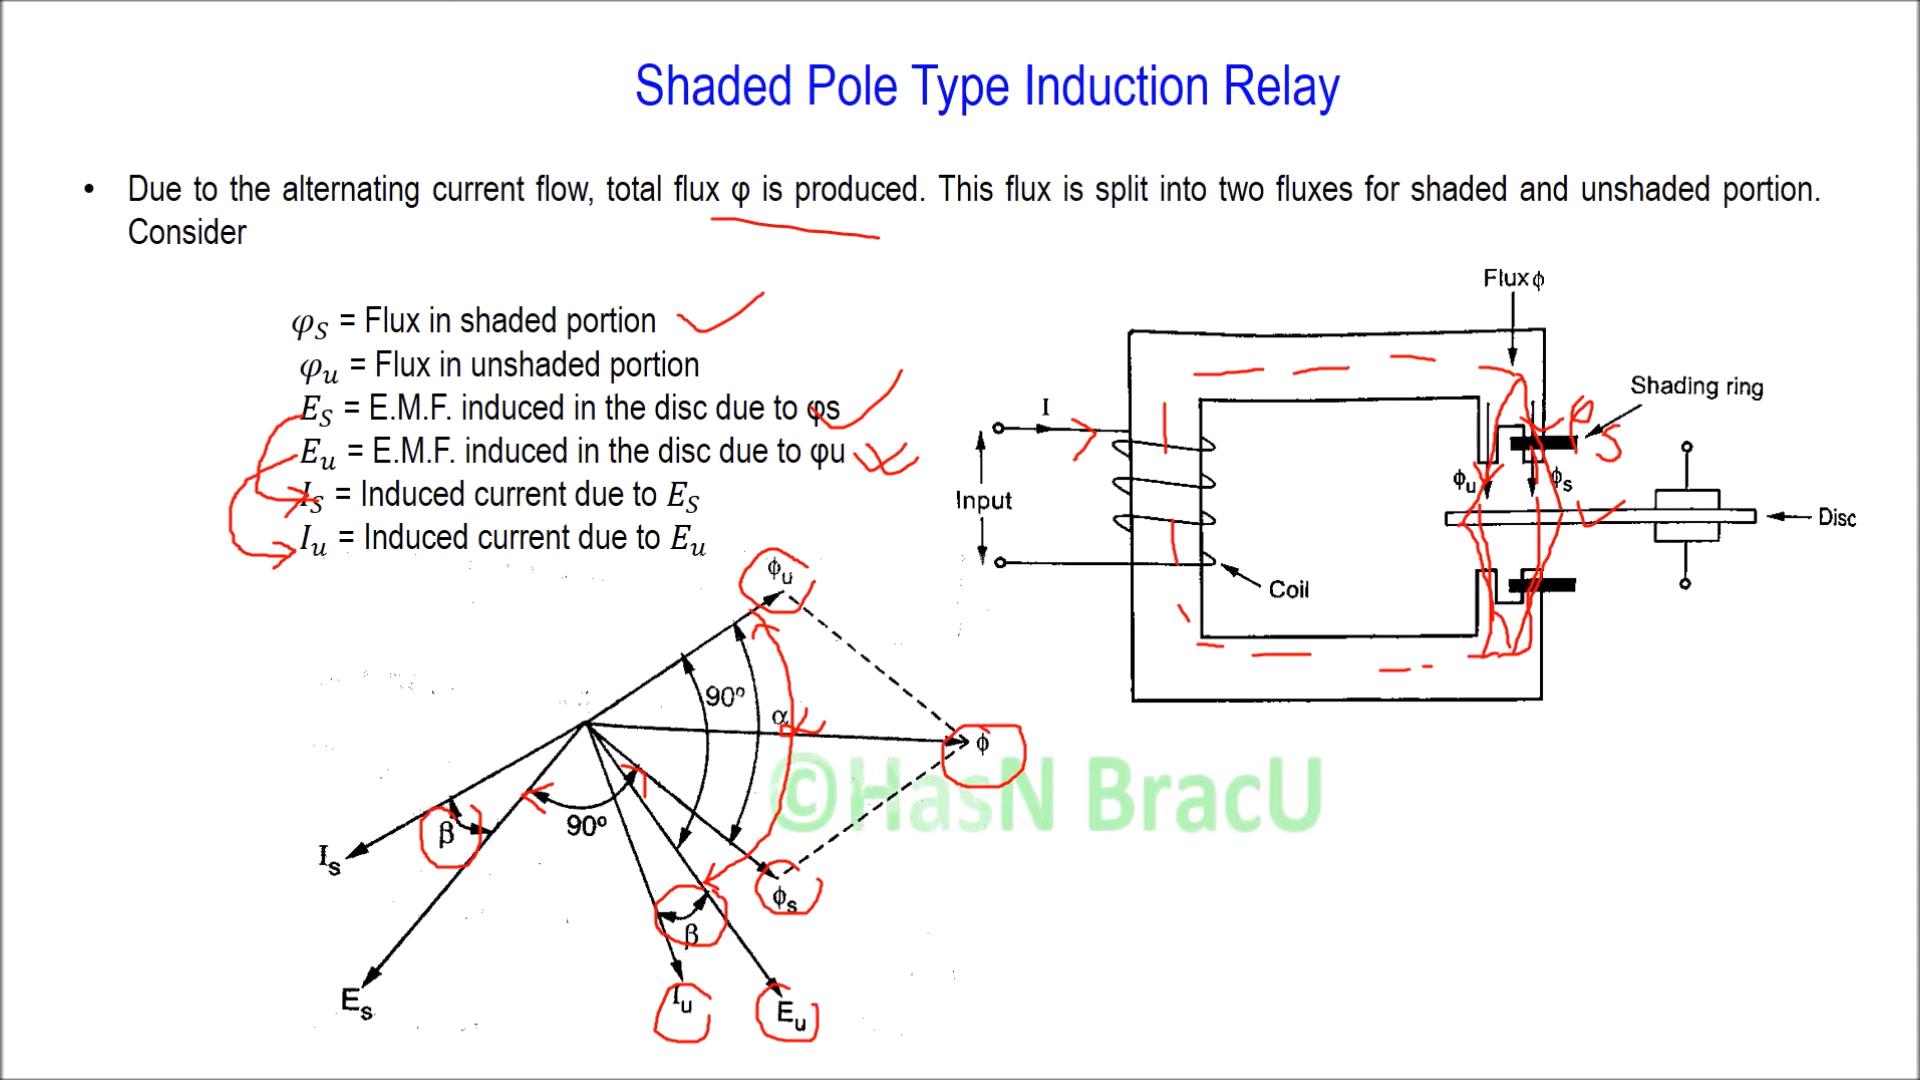 Shaded Pole Type Induction Relay
• Due to the alternating current flow, total flux φ is produced. This flux is split into two fluxes for shaded and unshaded portion.
Consider
φS = Flux in shaded portion
φu = Flux in unshaded portion
ES = E.M.F. induced in the disc due to φs
Eu = E.M.F. induced in the disc due to φu
IS = Induced current due to ES
Iu = Induced current due to Eu
Flux ϕ
Shading ring
I
φ S
ϕu
ϕs
Input
Disc
Coil
ϕu
90º
α
ϕ
90º
β
Is
ϕs
β
Es
Iu
Eu
©HasN BracU